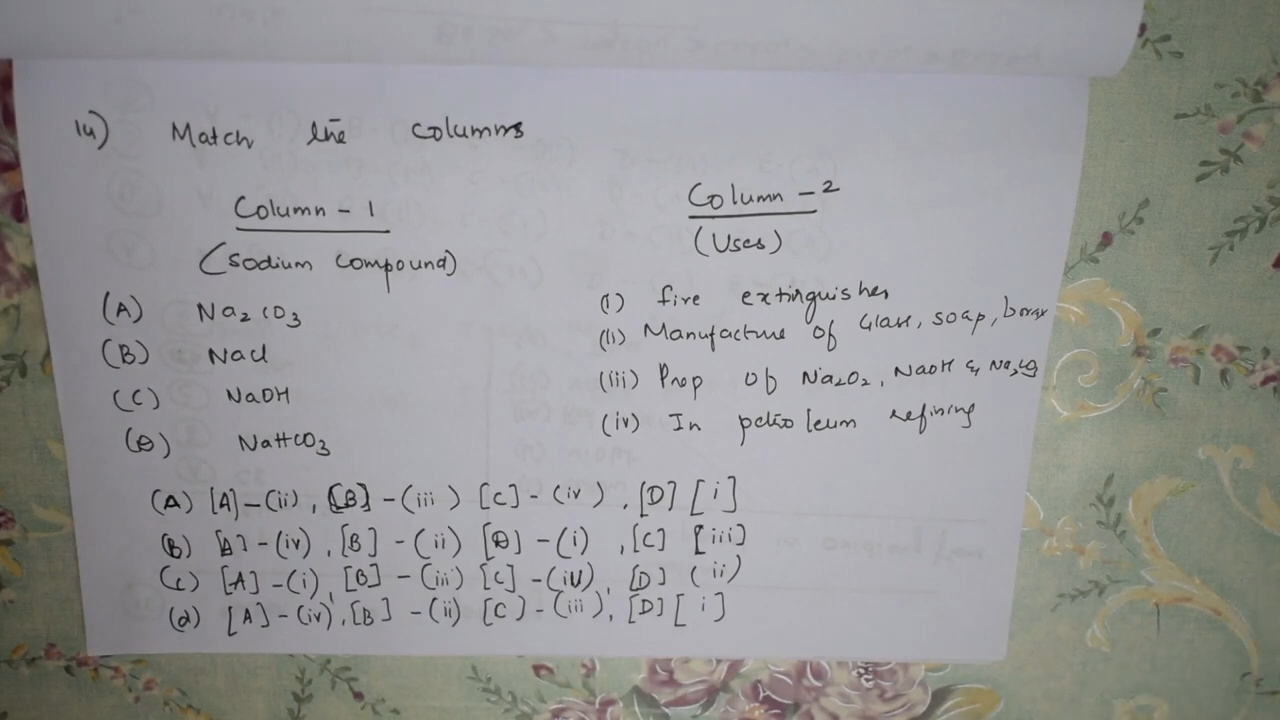 14) Match the columns
Column - 1
Column - 2
(Sodium compound)
(Uses)
(A) Na2CO3
(i) fire extinguisher
(B) Nacl
(ii) Manufacture of Glass, soap, borax
(C) NaOH
(iii) Prep of Na2O2, NaOH & Na2CO3
(D) NaHCO3
(iv) In petroleum refining
(A) [A]-(ii), [B]-(iii) [C]-(iv), [D] [i]
(B) [A]-(iv), [B]-(ii) [D]-(i), [C] [iii]
(c) [A]-(i), [B]-(iii) [C]-(iv), [D] (ii)
(d) [A]-(iv), [B]-(ii) [C]-(iii), [D] [i]